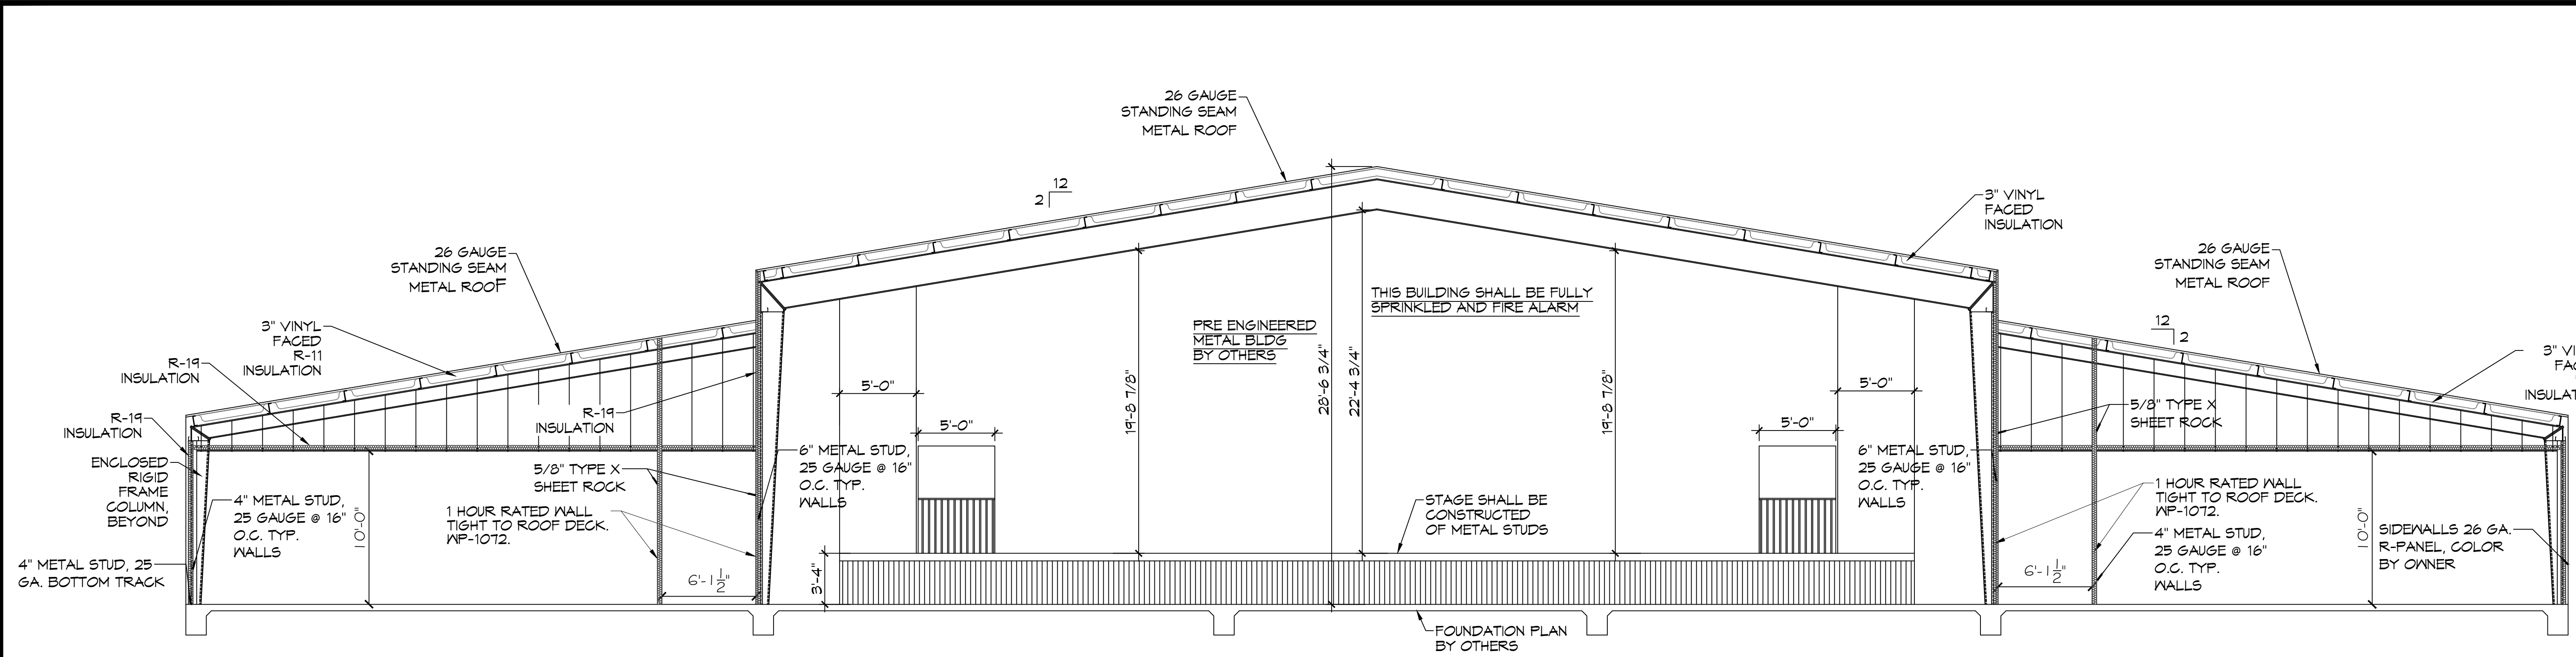 26 GAUGE
STANDING SEAM
METAL ROOF
12
2
3" VINYL
FACED
INSULATION
26 GAUGE
STANDING SEAM
METAL ROOF
26 GAUGE
STANDING SEAM
METAL ROOF
3" VINYL
FACED
R-11
INSULATION
R-19
INSULATION
R-19
INSULATION
ENCLOSED
RIGID
FRAME
COLUMN,
BEYOND
4" METAL STUD, 25
GA. BOTTOM TRACK
4" METAL STUD,
25 GAUGE @ 16"
O.C. TYP.
WALLS
10'-0"
R-19
INSULATION
5/8" TYPE X
SHEET ROCK
1 HOUR RATED WALL
TIGHT TO ROOF DECK.
WP-1072.
6'-1 1/2"
6" METAL STUD,
25 GAUGE @ 16"
O.C. TYP.
WALLS
5'-0"
5'-0"
3'-4"
19'-8 7/8"
PRE ENGINEERED
METAL BLDG
BY OTHERS
28'-6 3/4"
22'-4 3/4"
THIS BUILDING SHALL BE FULLY
SPRINKLED AND FIRE ALARM
STAGE SHALL BE
CONSTRUCTED
OF METAL STUDS
FOUNDATION PLAN
BY OTHERS
19'-8 7/8"
5'-0"
5'-0"
6" METAL STUD,
25 GAUGE @ 16"
O.C. TYP.
WALLS
12
2
5/8" TYPE X
SHEET ROCK
1 HOUR RATED WALL
TIGHT TO ROOF DECK.
WP-1072.
4" METAL STUD,
25 GAUGE @ 16"
O.C. TYP.
WALLS
6'-1 1/2"
10'-0"
SIDEWALLS 26 GA.
R-PANEL, COLOR
BY OWNER
3"